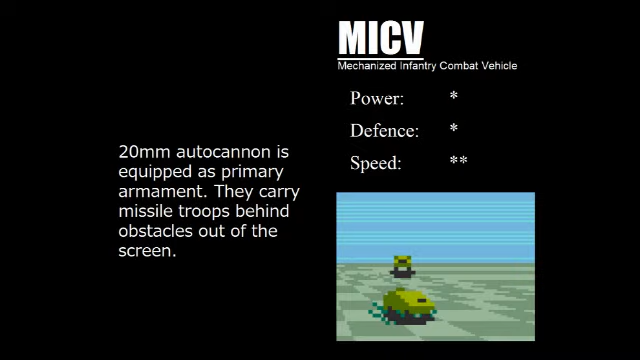 MICV
Mechanized Infantry Combat Vehicle
Power: *
Defence: *
Speed: **
20mm autocannon is
equipped as primary
armament. They carry
missile troops behind
obstacles out of the
screen.